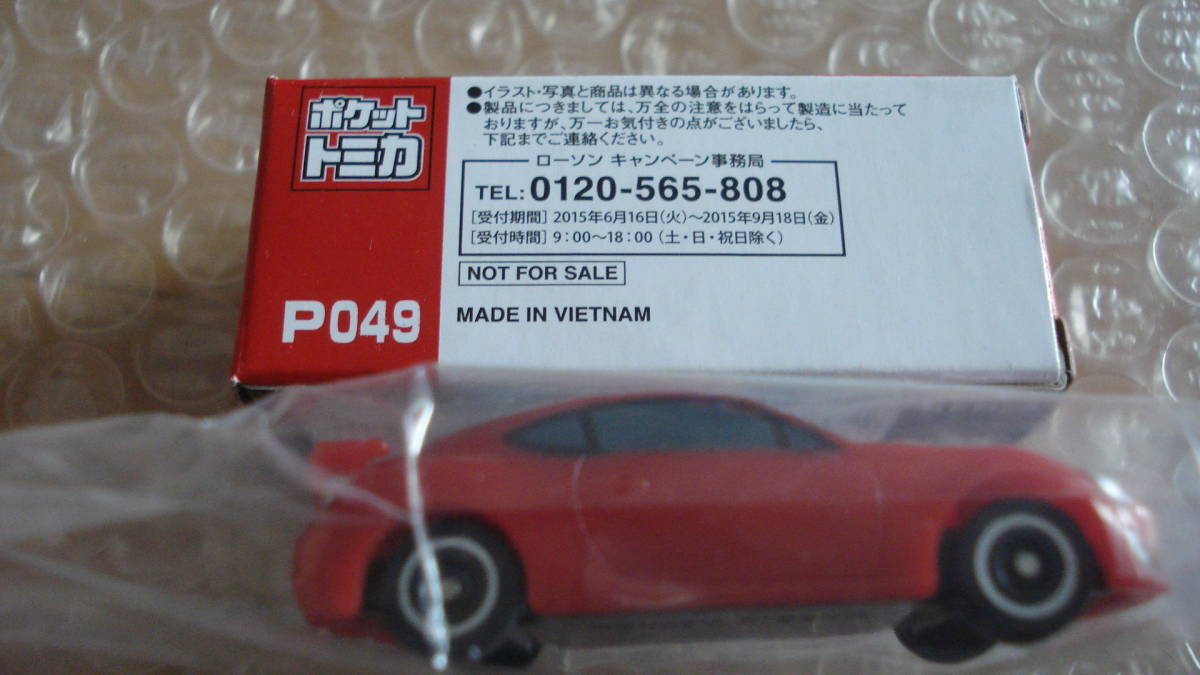 ポケット
トミカ
P049
●イラスト・写真と商品は異なる場合があります。
●製品につきましては、万全の注意をはらって製造に当たって
おりますが、万一お気付きの点がございましたら、
下記までご連絡ください。
ローソン キャンペーン事務局
TEL: 0120-565-808
[受付期間] 2015年6月16日(火)～2015年9月18日(金)
[受付時間] 9:00～18:00 (土・日・祝日除く)
NOT FOR SALE
MADE IN VIETNAM